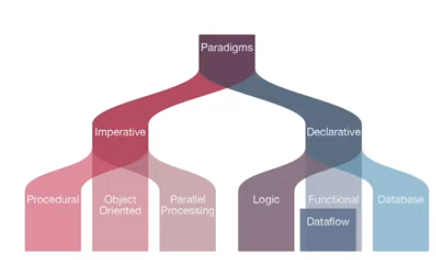 Paradigms
Imperative
Declarative
Procedural
Object
Oriented
Parallel
Processing
Logic
Functional
Database
Dataflow